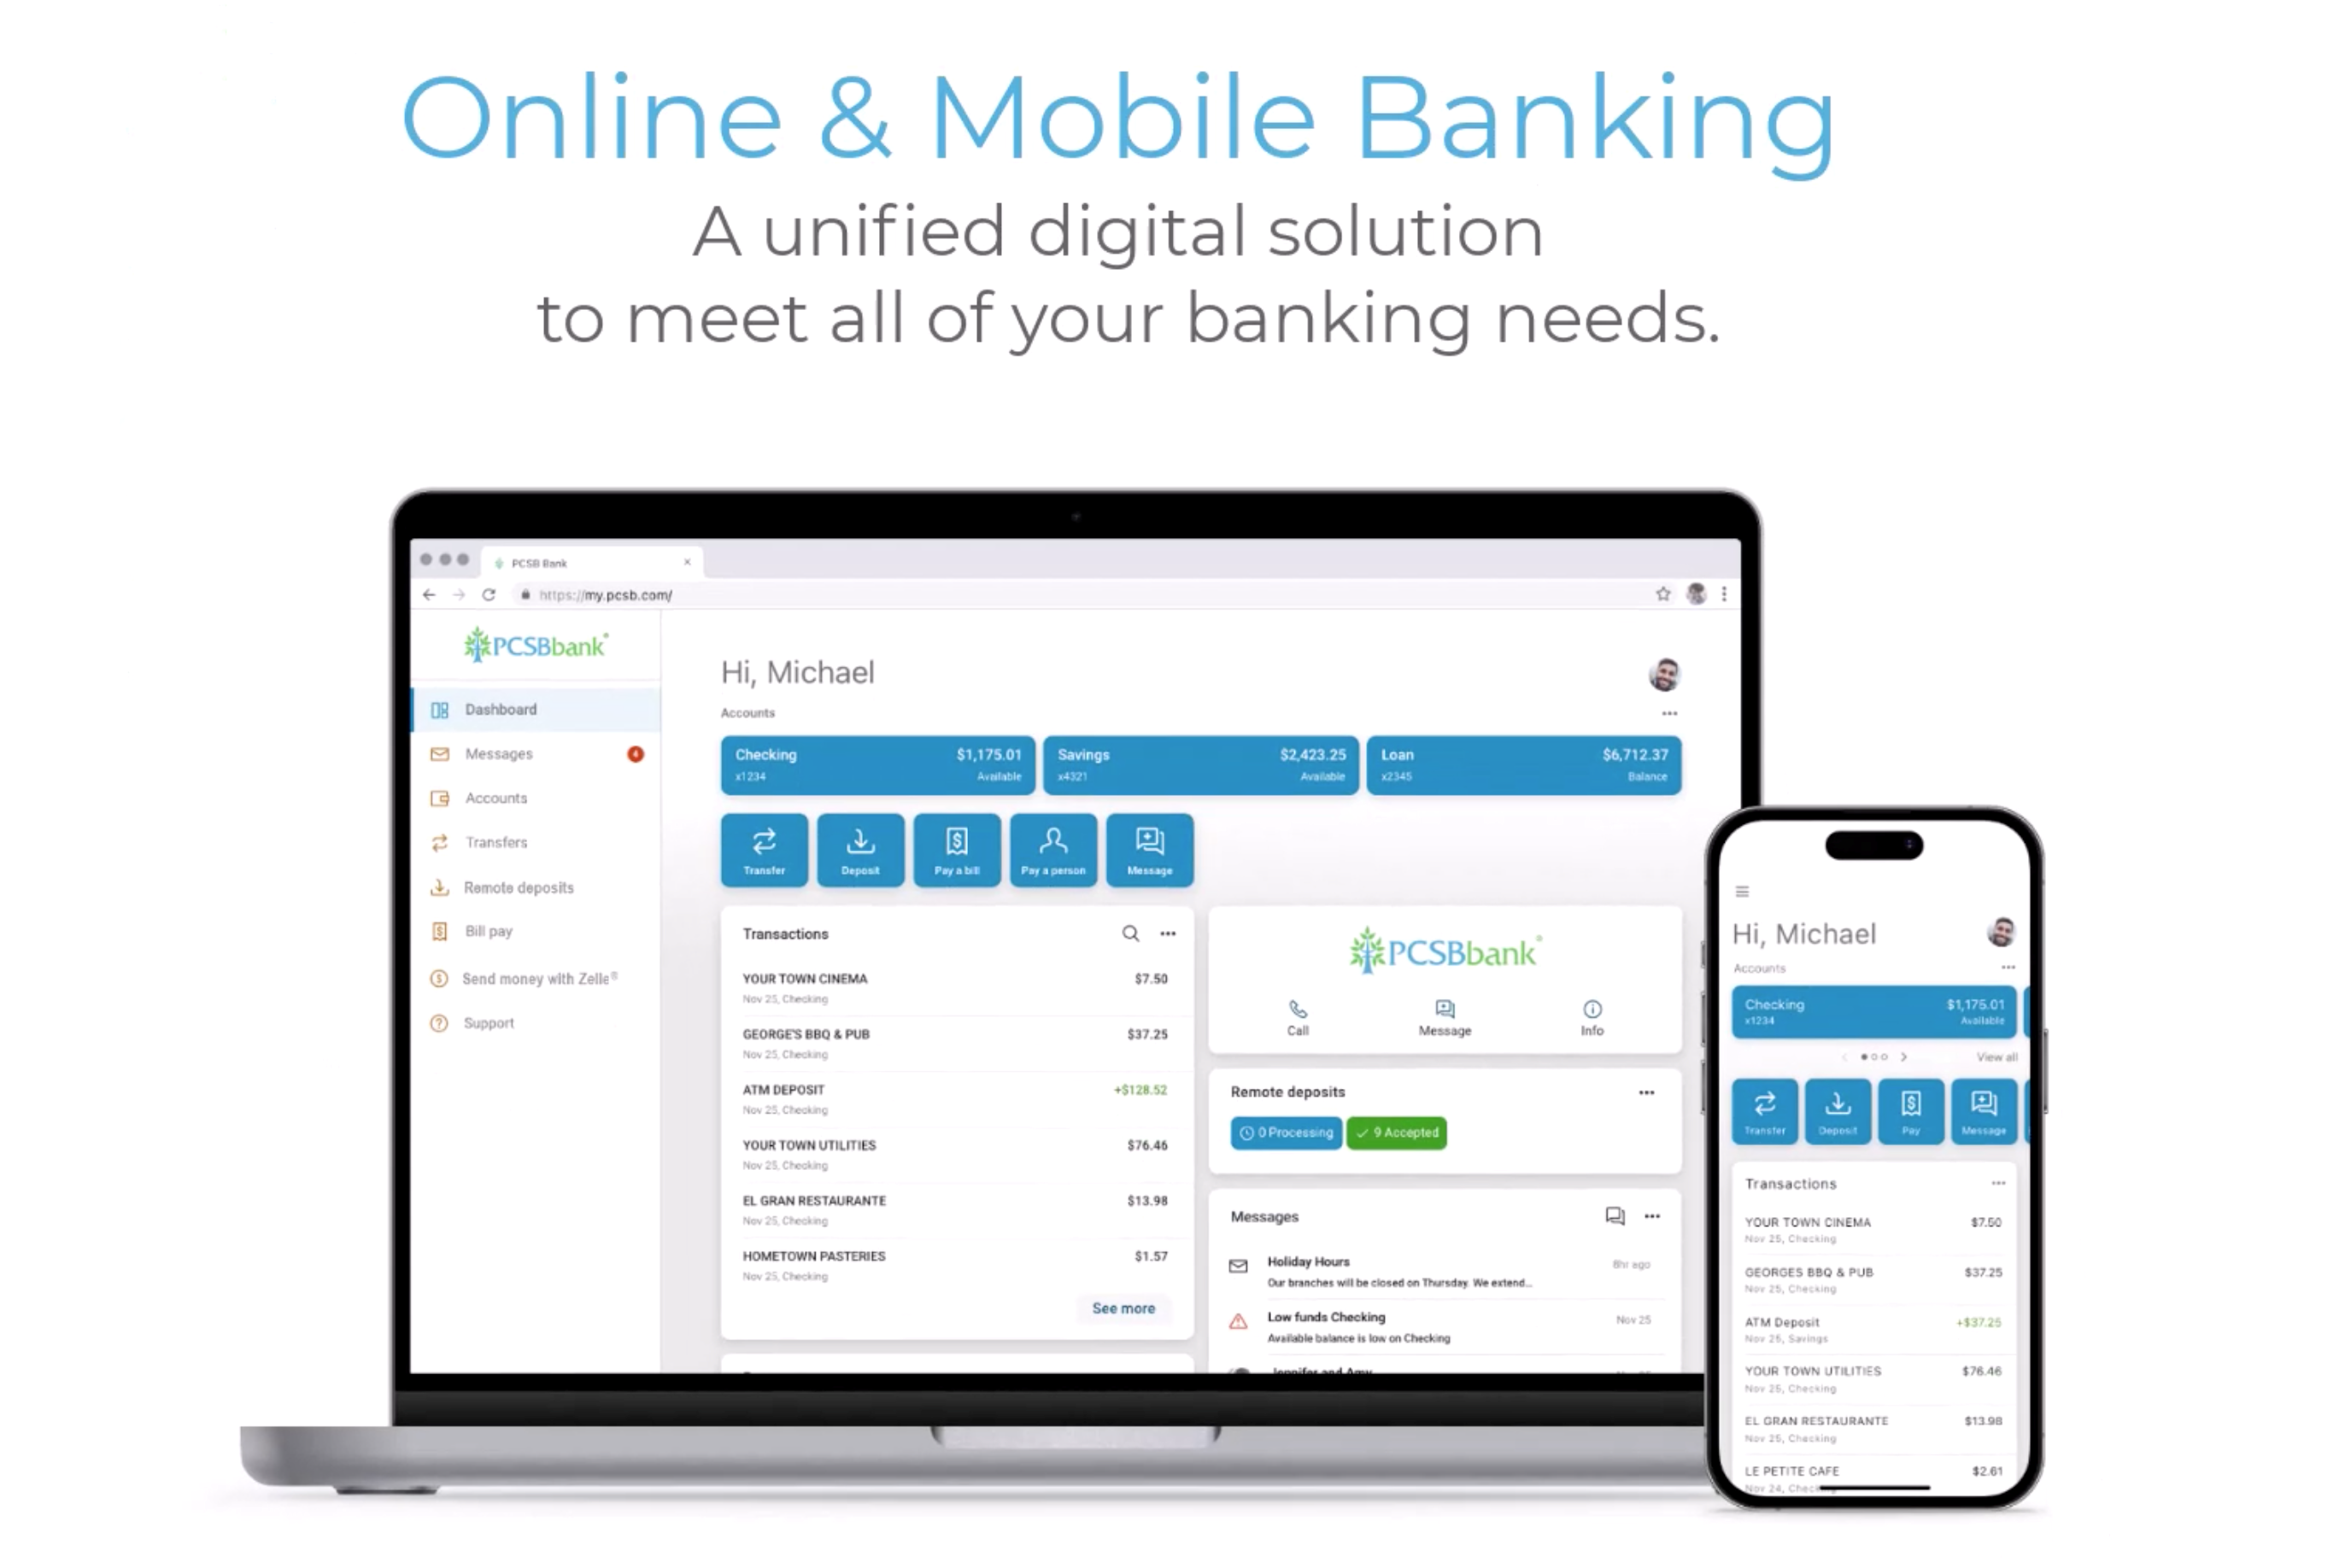 Online & Mobile Banking
A unified digital solution
to meet all of your banking needs.
PCSB Bank
https://my.pcsb.com/
PCSBbank®
Dashboard
Messages 4
Accounts
Transfers
Remote deposits
Bill pay
Send money with Zelle®
Support
Hi, Michael
Accounts
Checking $1,175.01
x1234 Available
Savings $2,423.25
x4321 Available
Loan $6,712.37
x2345 Balance
Transfer
Deposit
Pay a bill
Pay a person
Message
Transactions
YOUR TOWN CINEMA $7.50
Nov 25, Checking
GEORGE'S BBQ & PUB $37.25
Nov 25, Checking
ATM DEPOSIT +$128.52
Nov 25, Checking
YOUR TOWN UTILITIES $76.46
Nov 25, Checking
EL GRAN RESTAURANTE $13.98
Nov 25, Checking
HOMETOWN PASTERIES $1.57
Nov 25, Checking
See more
PCSBbank®
Call Message Info
Remote deposits
0 Processing 9 Accepted
Messages
Holiday Hours 8hr ago
Our branches will be closed on Thursday. We extend...
Low funds Checking Nov 25
Available balance is low on Checking
Jennifer and Amy
Hi, Michael
Accounts
Checking $1,175.01
x1234 Available
View all
Transfer Deposit Pay Message
Transactions
YOUR TOWN CINEMA $7.50
Nov 25, Checking
GEORGES BBQ & PUB $37.25
Nov 25, Checking
ATM Deposit +$37.25
Nov 25, Savings
YOUR TOWN UTILITIES $76.46
Nov 25, Checking
EL GRAN RESTAURANTE $13.98
Nov 25, Checking
LE PETITE CAFE $2.61
Nov 24,